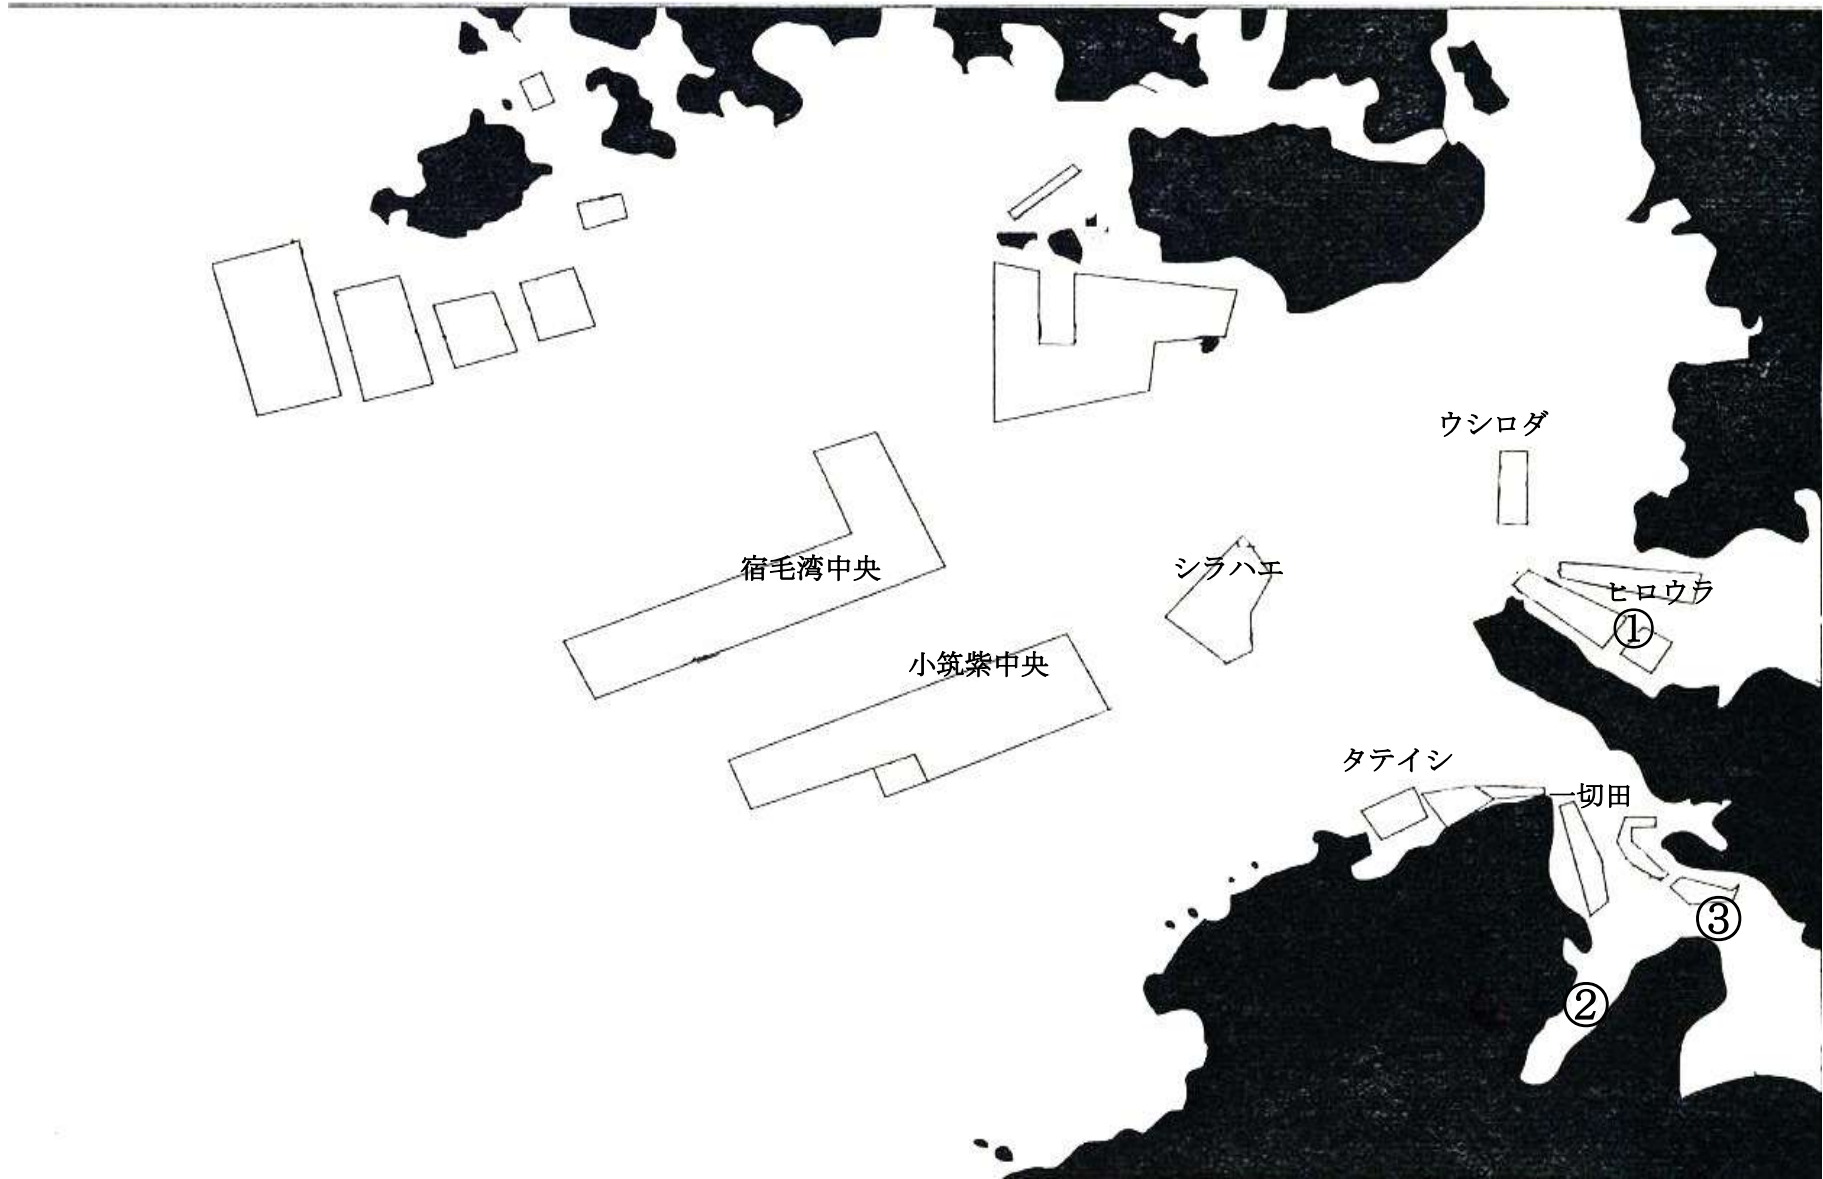 ウシロダ
宿毛湾中央
シラハエ
ヒロウラ
①
小筑紫中央
タテイシ
一切田
③
②